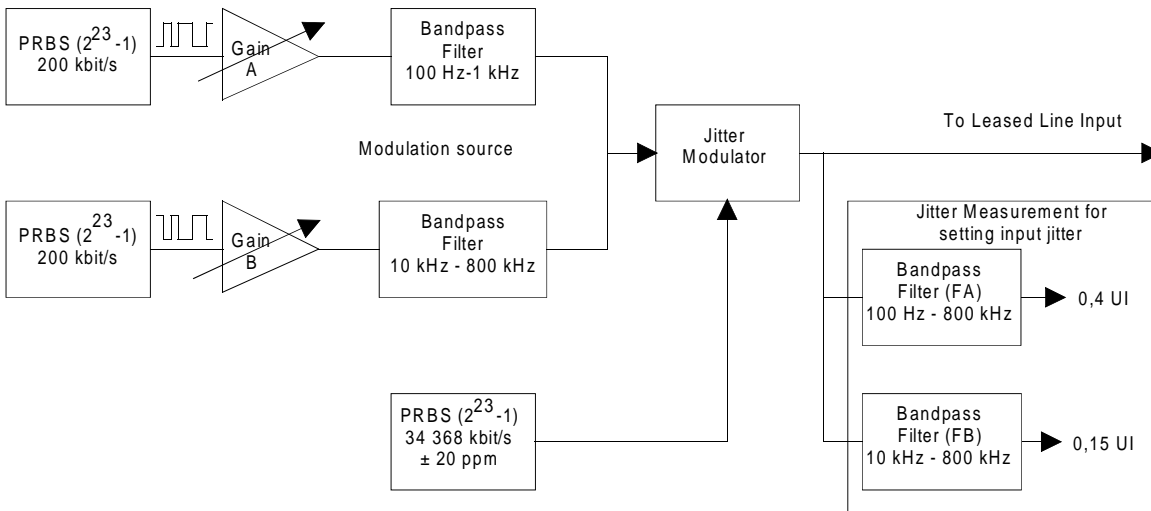 PRBS (2^23 -1)
200 kbit/s
Gain
A
Bandpass
Filter
100 Hz-1 kHz
Modulation source
Jitter
Modulator
To Leased Line Input
PRBS (2^23 -1)
200 kbit/s
Gain
B
Bandpass
Filter
10 kHz - 800 kHz
Jitter Measurement for
setting input jitter
Bandpass
Filter (FA)
100 Hz - 800 kHz
0,4 UI
PRBS (2^23 -1)
34 368 kbit/s
± 20 ppm
Bandpass
Filter (FB)
10 kHz - 800 kHz
0,15 UI